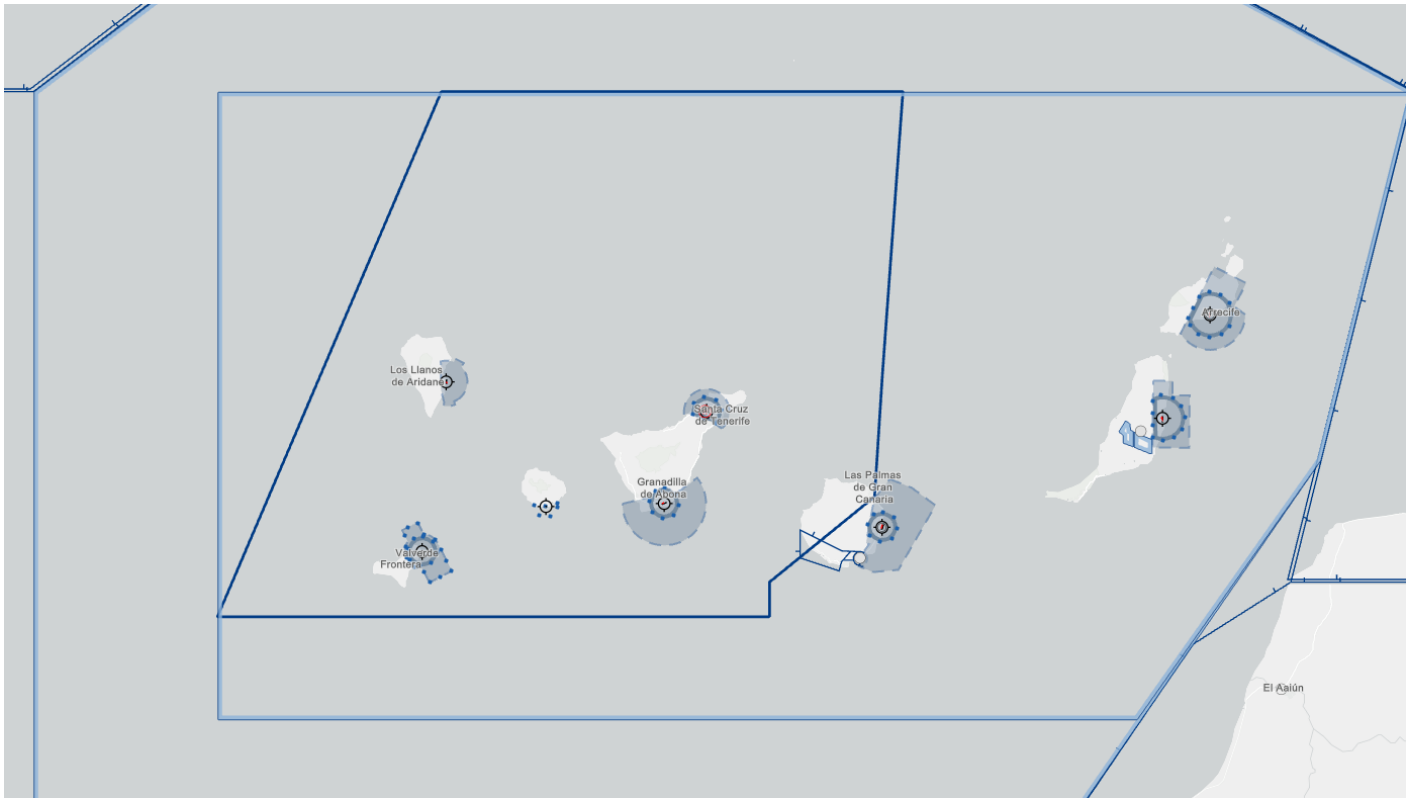 Arrecife
Los Llanos
de Aridane
Santa Cruz
de Tenerife
Las Palmas
de Gran
Canaria
Granadilla
de Abona
Valverde
Frontera
El Aaiún